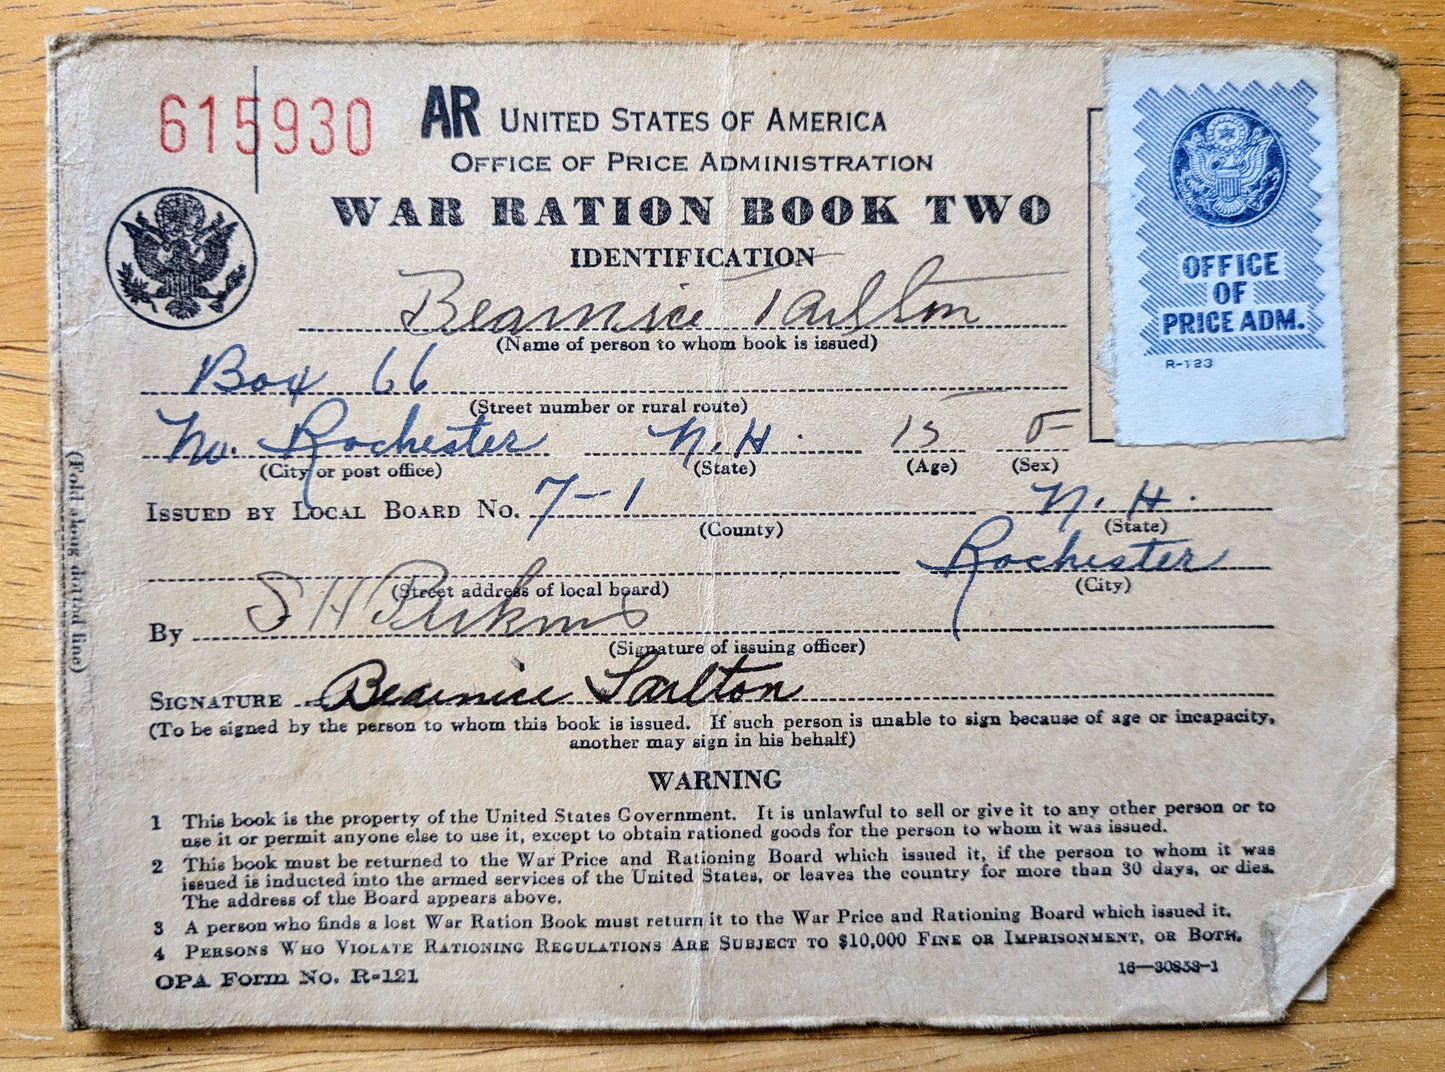 615930 AR UNITED STATES OF AMERICA
OFFICE OF PRICE ADMINISTRATION
WAR RATION BOOK TWO
IDENTIFICATION
OFFICE
OF
PRICE ADM.
R-123
Bearnice Tarlton
(Name of person to whom book is issued)
Box 66
(Street number or rural route)
No. Rochester N.H. 15 F
(City or post office) (State) (Age) (Sex)
ISSUED BY LOCAL BOARD NO. 7-1 N.H.
(County) (State)
Rochester
(Street address of local board) (City)
By S H Perkins
(Signature of issuing officer)
SIGNATURE Bearnice Tarlton
(To be signed by the person to whom this book is issued. If such person is unable to sign because of age or incapacity,
another may sign in his behalf)
WARNING
1 This book is the property of the United States Government. It is unlawful to sell or give it to any other person or to
use it or permit anyone else to use it, except to obtain rationed goods for the person to whom it was issued.
2 This book must be returned to the War Price and Rationing Board which issued it, if the person to whom it was
issued is inducted into the armed services of the United States, or leaves the country for more than 30 days, or dies.
The address of the Board appears above.
3 A person who finds a lost War Ration Book must return it to the War Price and Rationing Board which issued it.
4 PERSONS WHO VIOLATE RATIONING REGULATIONS ARE SUBJECT TO $10,000 FINE OR IMPRISONMENT, OR BOTH.
OPA Form No. R-121 16—30853-1
(Fold along dotted line)